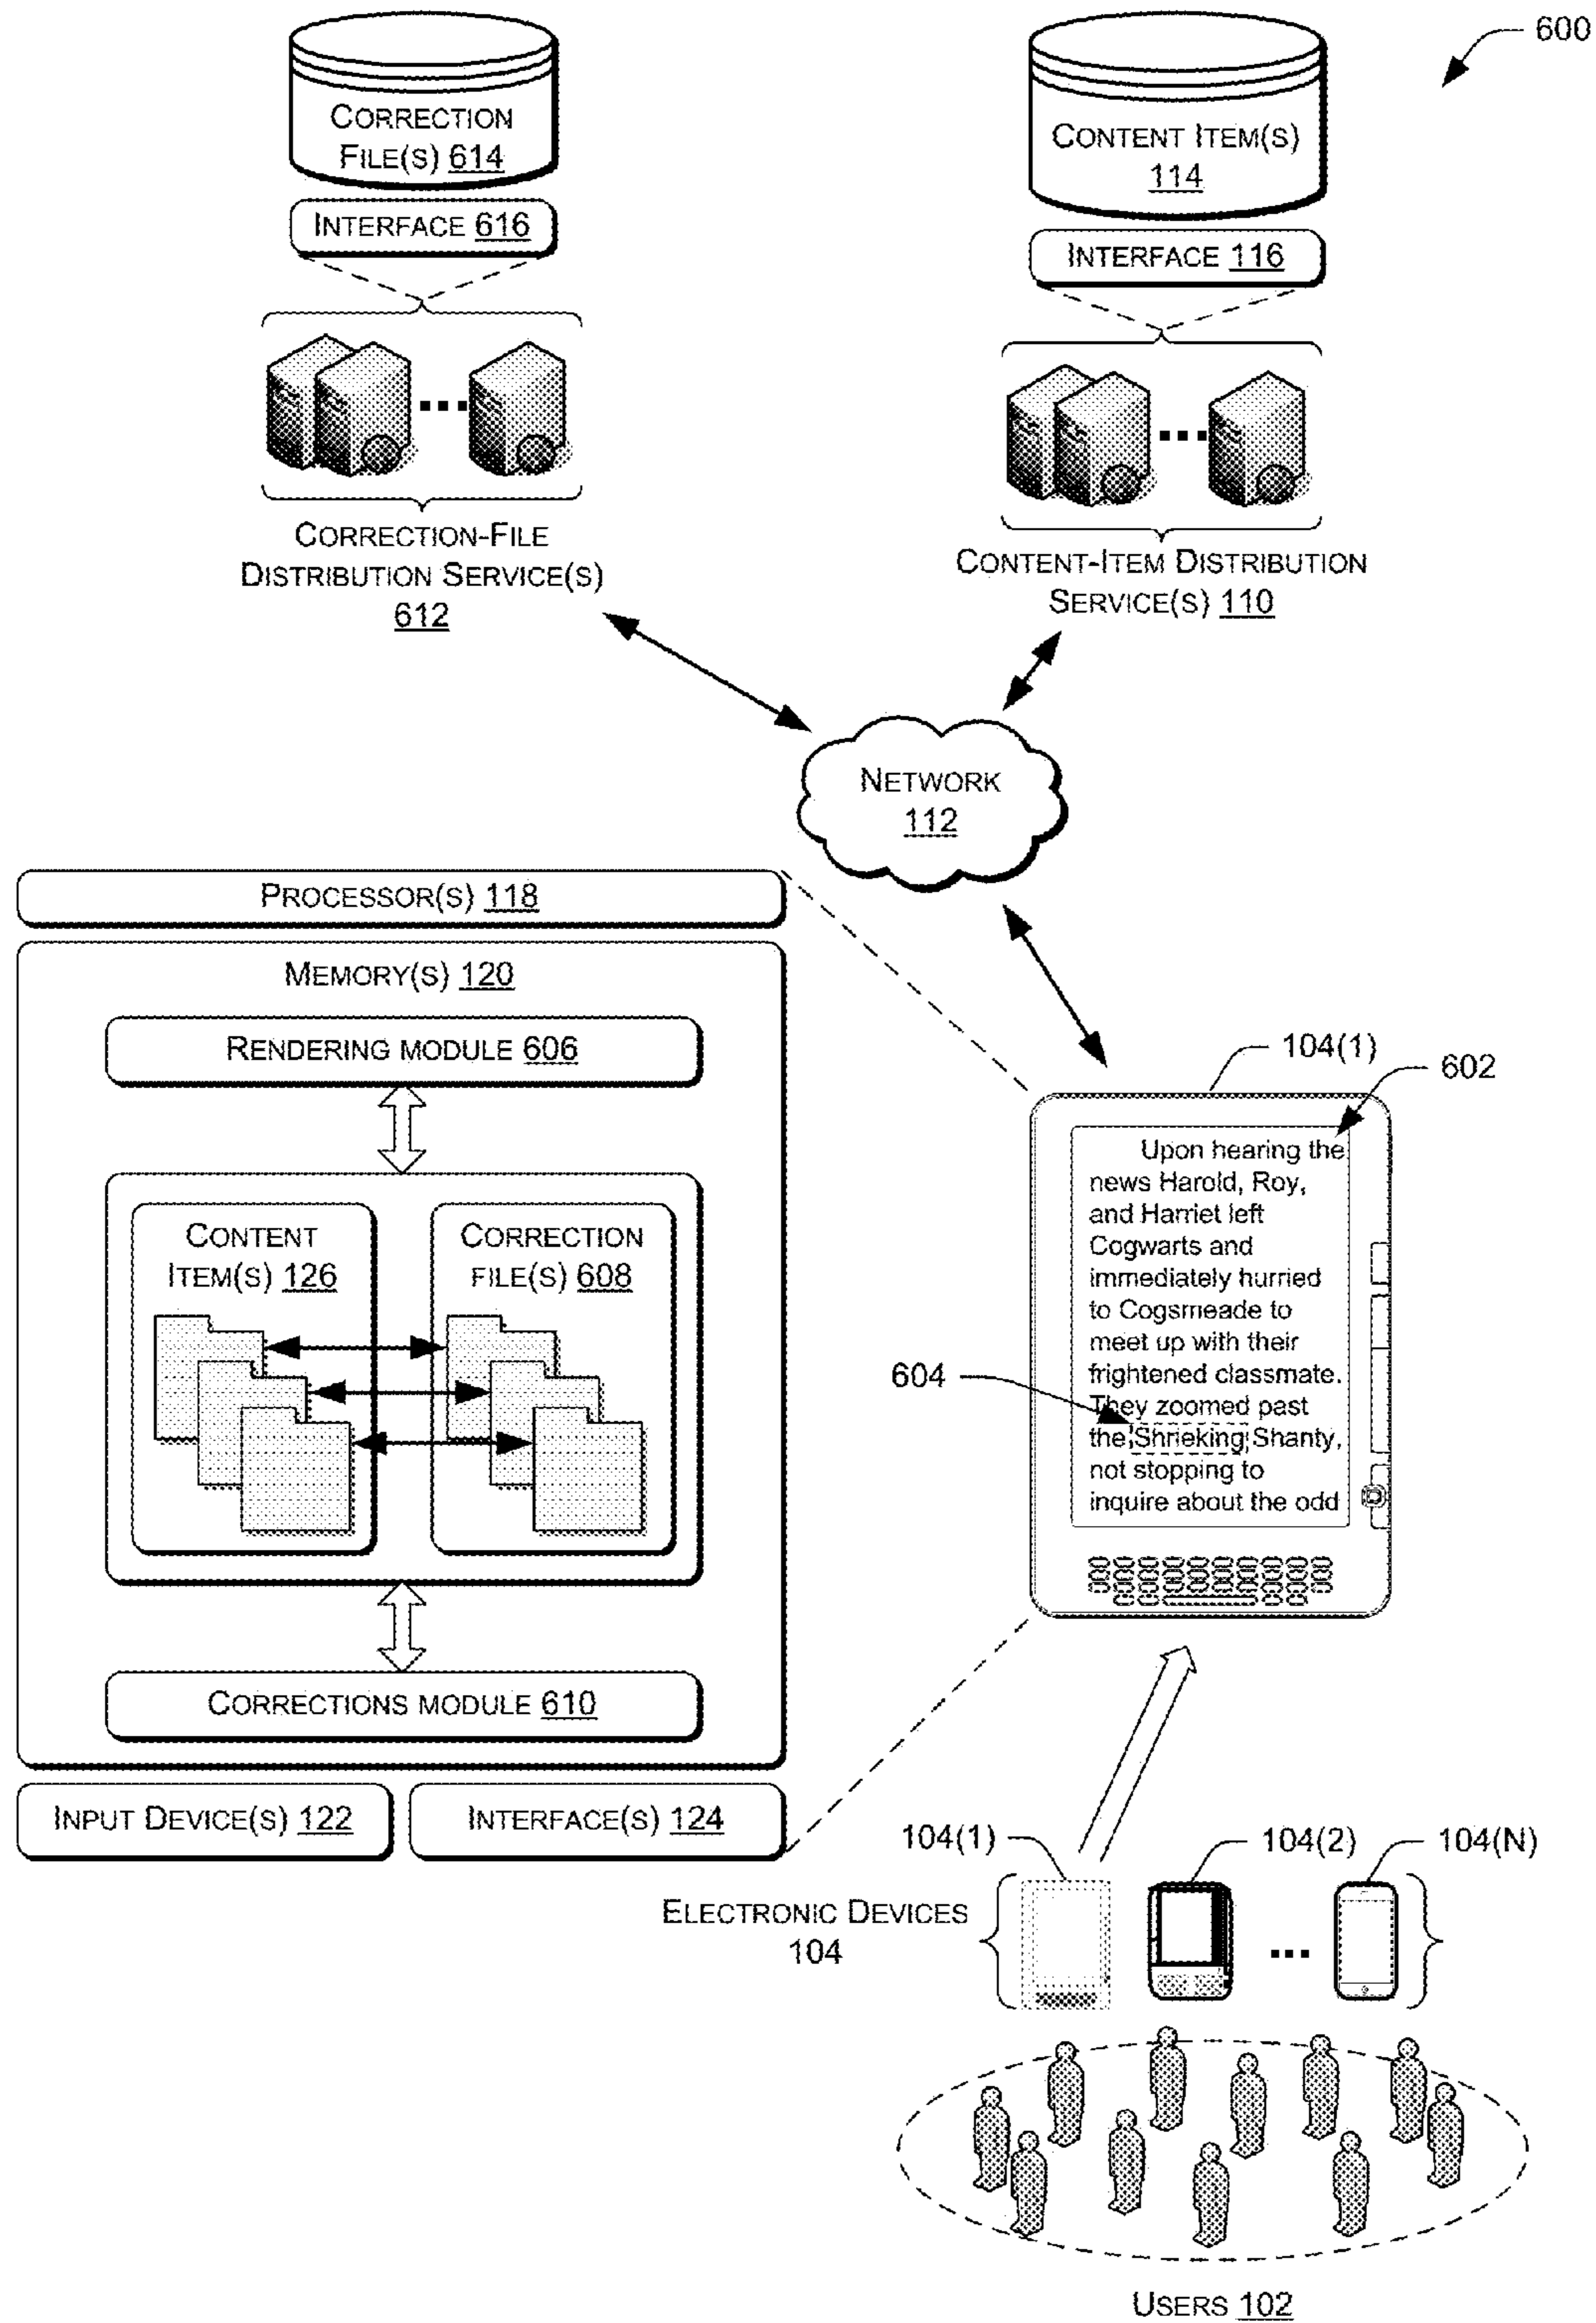 600
CORRECTION
FILE(S) 614
INTERFACE 616
CONTENT ITEM(S)
114
INTERFACE 116
CORRECTION-FILE
DISTRIBUTION SERVICE(S)
612
CONTENT-ITEM DISTRIBUTION
SERVICE(S) 110
NETWORK
112
PROCESSOR(S) 118
MEMORY(S) 120
RENDERING MODULE 606
CONTENT
ITEM(S) 126
CORRECTION
FILE(S) 608
CORRECTIONS MODULE 610
INPUT DEVICE(S) 122
INTERFACE(S) 124
104(1)
602
Upon hearing the
news Harold, Roy,
and Harriet left
Cogwarts and
immediately hurried
to Cogsmeade to
meet up with their
frightened classmate.
They zoomed past
the Shrieking Shanty,
not stopping to
inquire about the odd
604
104(1)
104(2)
104(N)
ELECTRONIC DEVICES
104
USERS 102